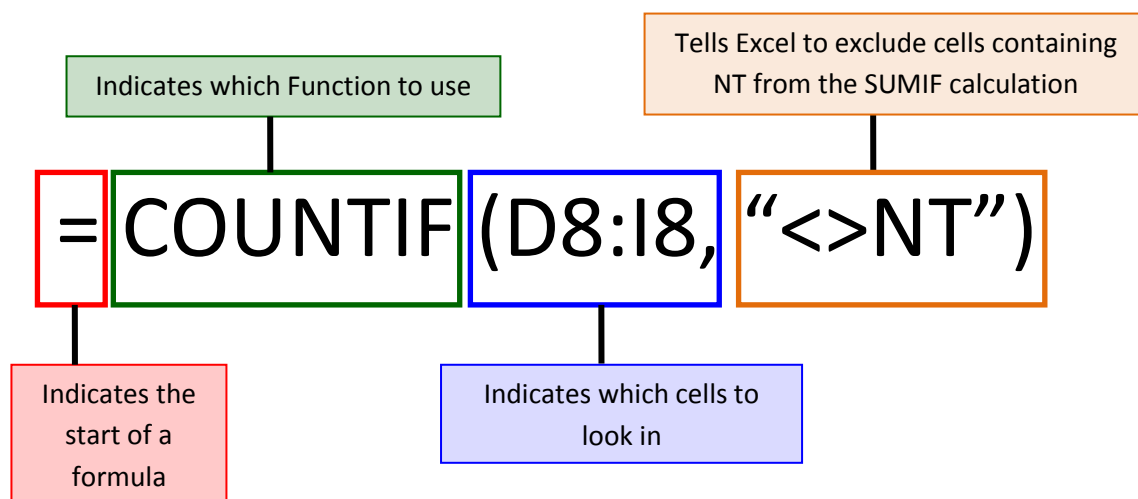 Tells Excel to exclude cells containing
NT from the SUMIF calculation
Indicates which Function to use
=COUNTIF(D8:I8, “<>NT”)
Indicates the
start of a
formula
Indicates which cells to
look in